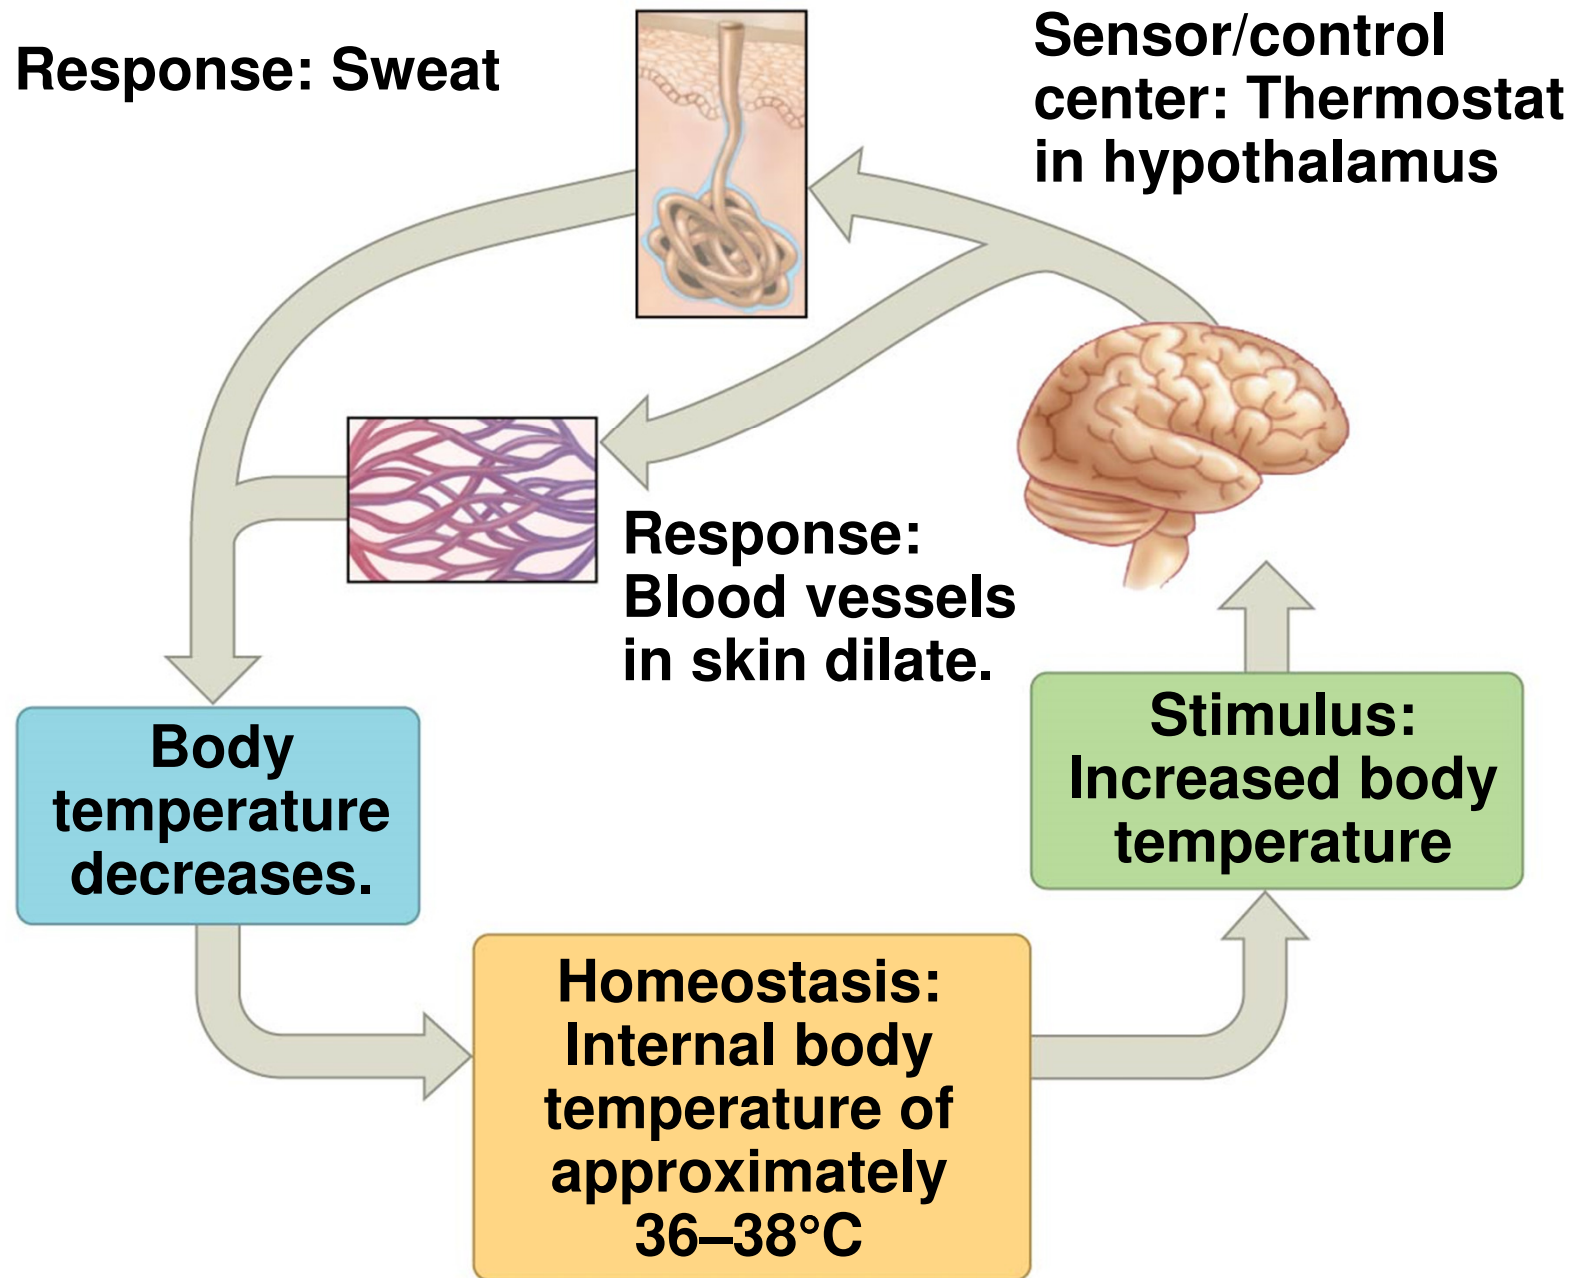 Response: Sweat
Sensor/control
center: Thermostat
in hypothalamus
Response:
Blood vessels
in skin dilate.
Body
temperature
decreases.
Stimulus:
Increased body
temperature
Homeostasis:
Internal body
temperature of
approximately
36–38°C